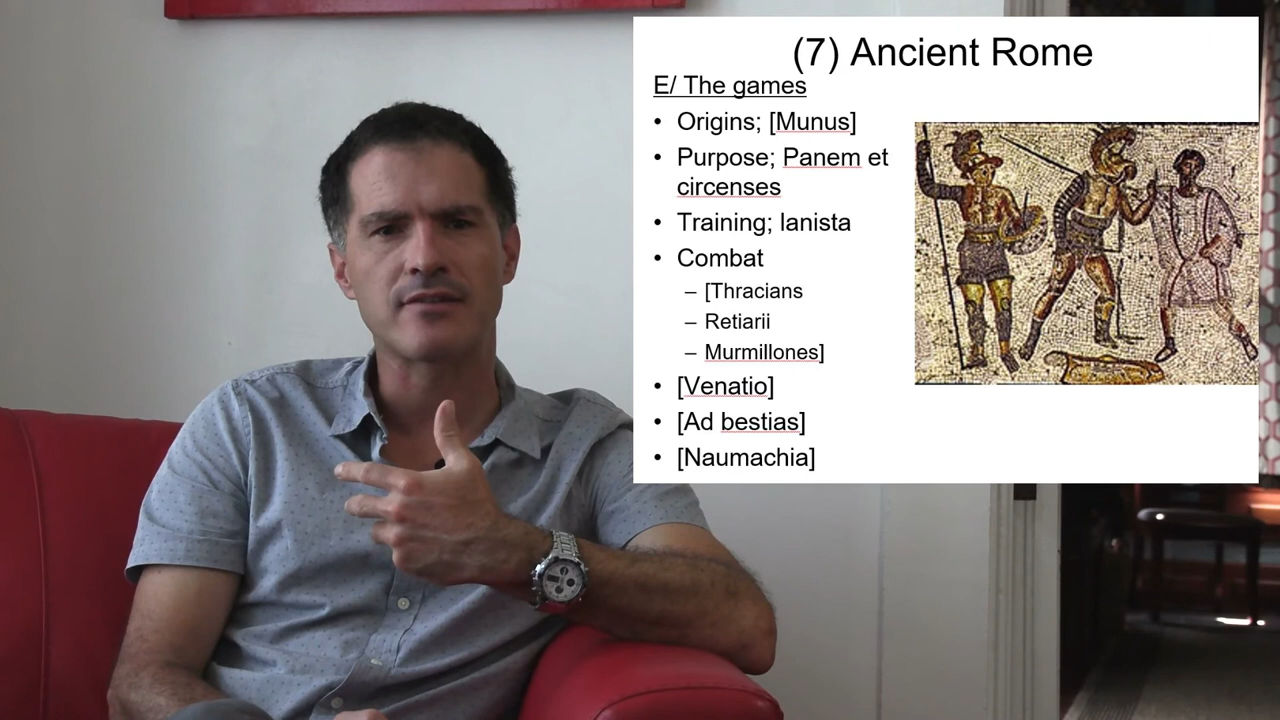 (7) Ancient Rome
E/ The games
• Origins; [Munus]
• Purpose; Panem et
circenses
• Training; lanista
• Combat
– [Thracians
– Retiarii
– Murmillones]
• [Venatio]
• [Ad bestias]
• [Naumachia]